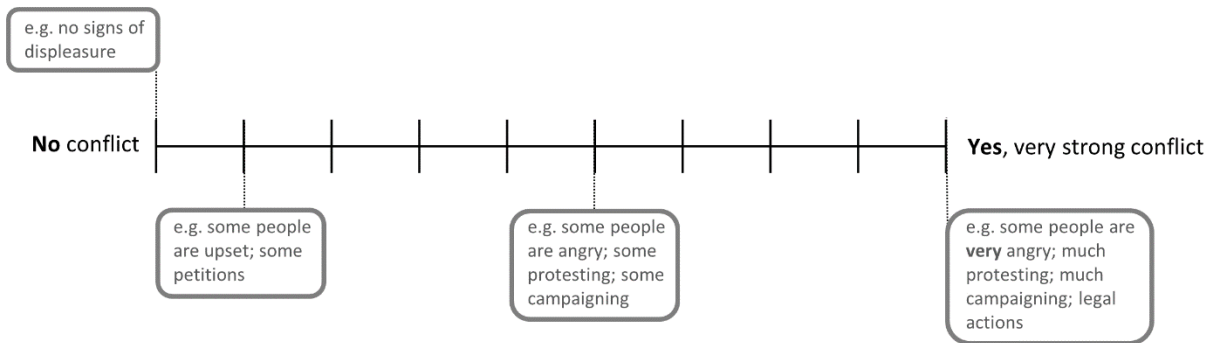 e.g. no signs of
displeasure
No conflict
Yes, very strong conflict
e.g. some people
are upset; some
petitions
e.g. some people
are angry; some
protesting; some
campaigning
e.g. some people are
very angry; much
protesting; much
campaigning; legal
actions